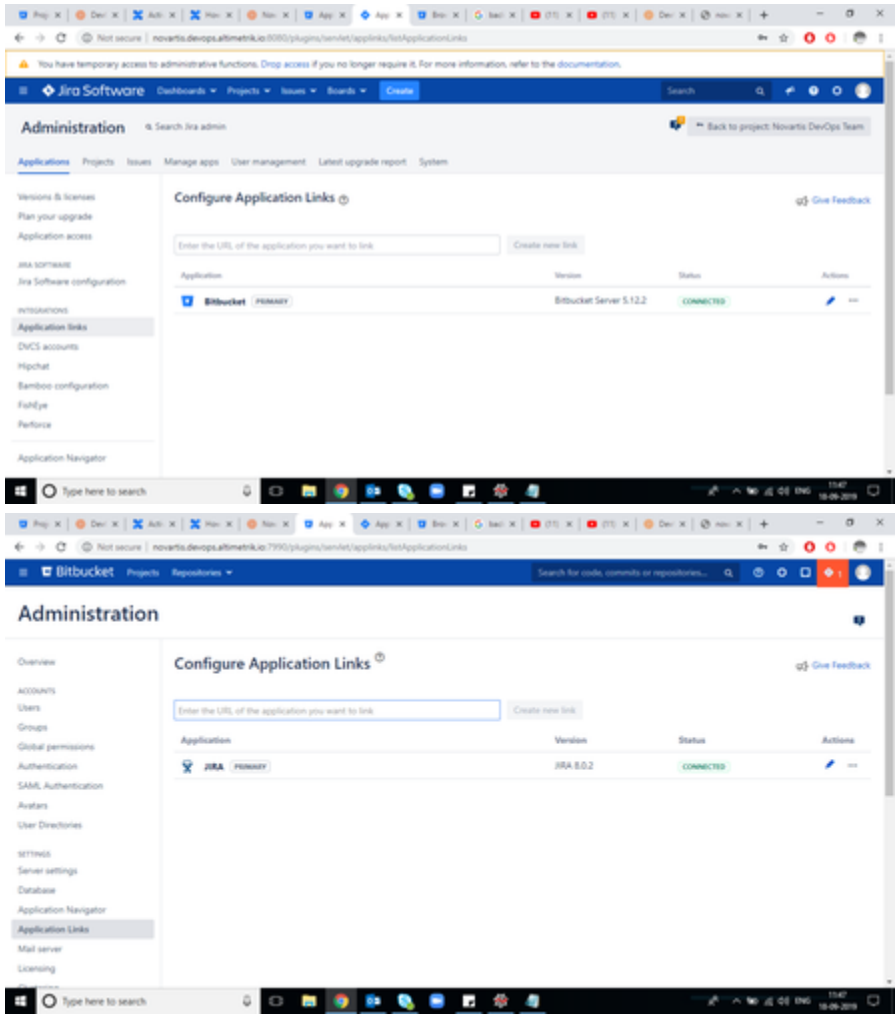 Not secure | novartis.devops.altimetrik.io:8080/plugins/servlet/applinks/listApplicationLinks
You have temporary access to administrative functions. Drop access if you no longer require it. For more information, refer to the documentation.
Jira Software Dashboards Projects Issues Boards Create Search
Administration Search Jira admin Back to project: Novartis DevOps Team
Applications Projects Issues Manage apps User management Latest upgrade report System
Versions & licenses
Plan your upgrade
Application access
JIRA SOFTWARE
Jira Software configuration
INTEGRATIONS
Application links
DVCS accounts
Hipchat
Bamboo configuration
FishEye
Perforce
Application Navigator
Configure Application Links
Give Feedback
Enter the URL of the application you want to link Create new link
Application Version Status Actions
Bitbucket PRIMARY Bitbucket Server 5.12.2 CONNECTED
Type here to search
ENG 11:47
18-09-2019
Not secure | novartis.devops.altimetrik.io:7990/plugins/servlet/applinks/listApplicationLinks
Bitbucket Projects Repositories Search for code, commits or repositories...
Administration
Overview
ACCOUNTS
Users
Groups
Global permissions
Authentication
SAML Authentication
Avatars
User Directories
SETTINGS
Server settings
Database
Application Navigator
Application Links
Mail server
Licensing
Configure Application Links
Give Feedback
Enter the URL of the application you want to link Create new link
Application Version Status Actions
JIRA PRIMARY JIRA 8.0.2 CONNECTED
Type here to search
ENG 11:47
18-09-2019